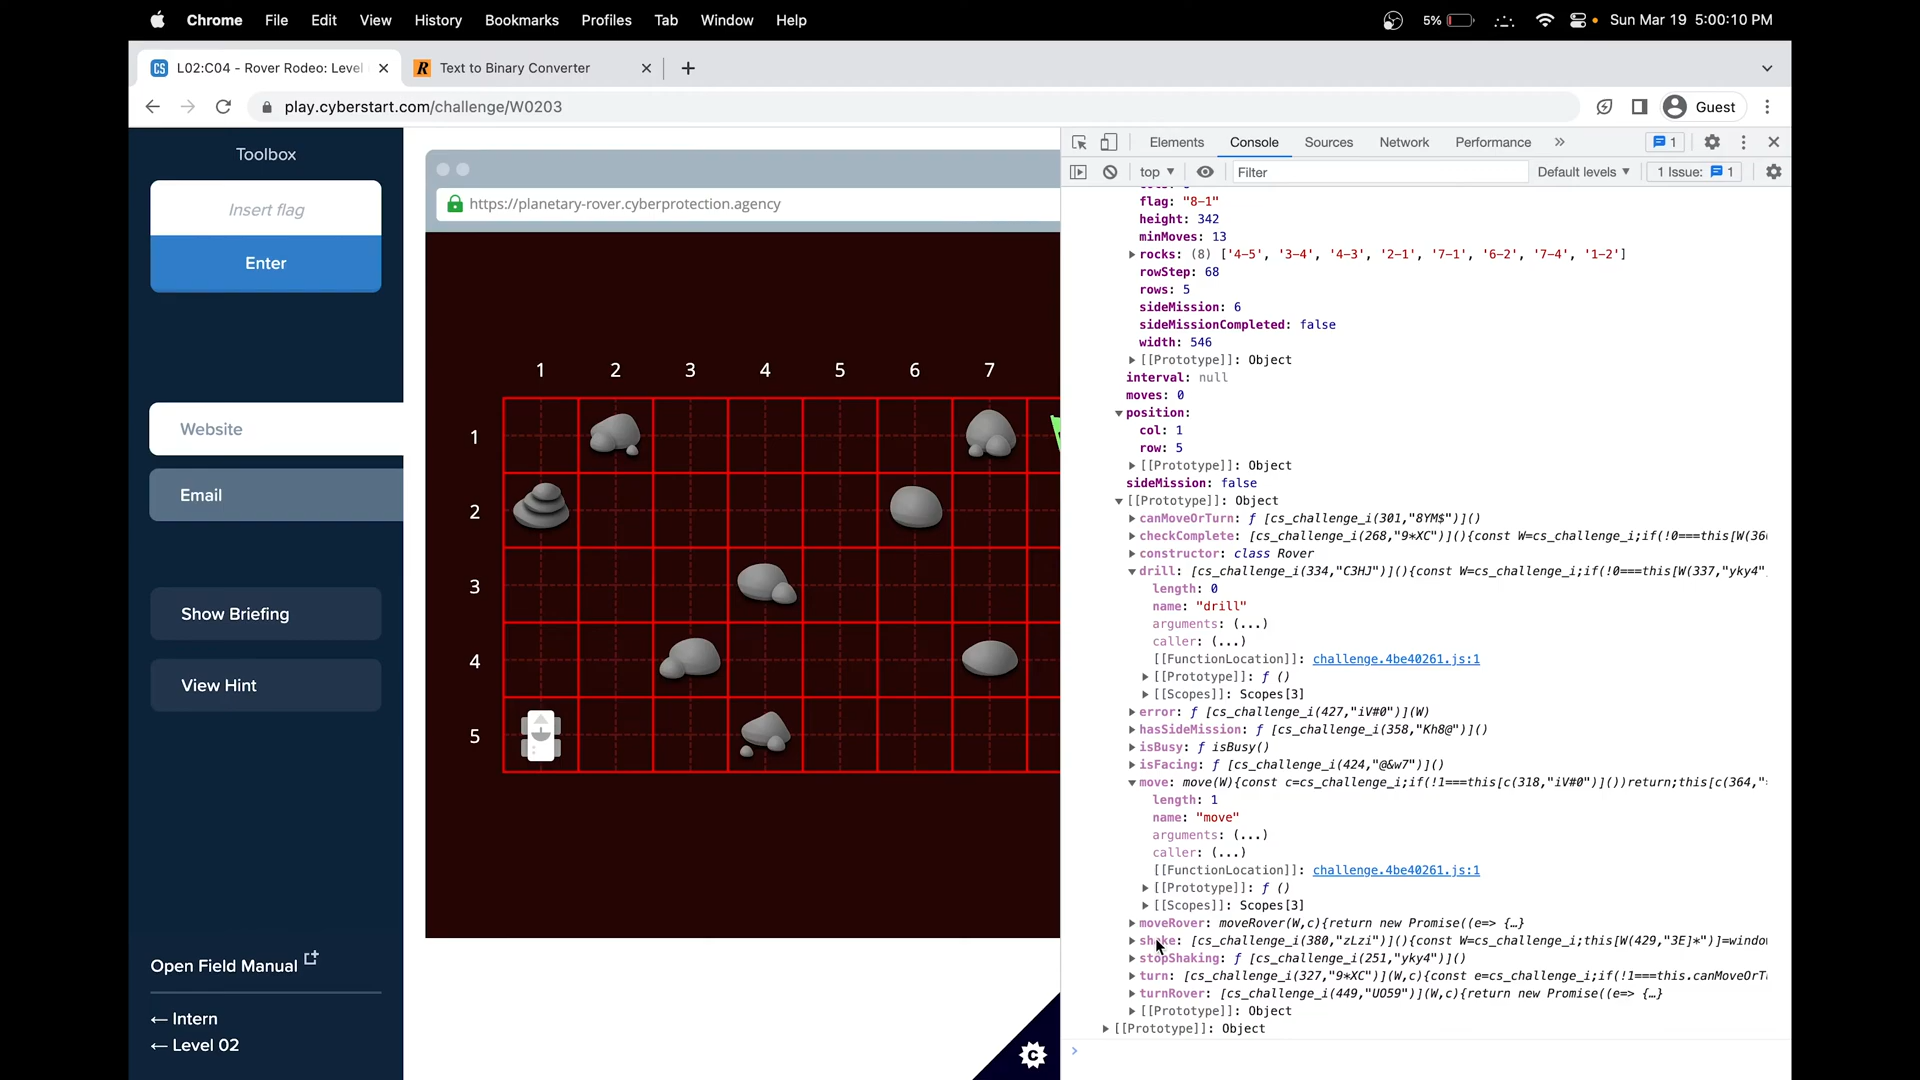 Chrome File Edit View History Bookmarks Profiles Tab Window Help 5% Sun Mar 19 5:00:10 PM
L02:C04 - Rover Rodeo: Level Text to Binary Converter
play.cyberstart.com/challenge/W0203 Guest
Toolbox
Insert flag
Enter
Website
Email
Show Briefing
View Hint
Open Field Manual
← Intern
← Level 02
https://planetary-rover.cyberprotection.agency
1 2 3 4 5 6 7
1
2
3
4
5
Elements Console Sources Network Performance » 1
top ▼ Filter Default levels ▼ 1 Issue: 1
flag: "8-1"
height: 342
minMoves: 13
▶ rocks: (8) ['4-5', '3-4', '4-3', '2-1', '7-1', '6-2', '7-4', '1-2']
rowStep: 68
rows: 5
sideMission: 6
sideMissionCompleted: false
width: 546
▶ [[Prototype]]: Object
interval: null
moves: 0
▼ position:
col: 1
row: 5
▶ [[Prototype]]: Object
sideMission: false
▼ [[Prototype]]: Object
▶ canMoveOrTurn: ƒ [cs_challenge_i(301,"8YM$")]()
▶ checkComplete: [cs_challenge_i(268,"9*XC")](){const W=cs_challenge_i;if(!0===this[W(36
▶ constructor: class Rover
▼ drill: [cs_challenge_i(334,"C3HJ")](){const W=cs_challenge_i;if(!0===this[W(337,"yky4"
length: 0
name: "drill"
arguments: (...)
caller: (...)
[[FunctionLocation]]: challenge.4be40261.js:1
▶ [[Prototype]]: ƒ ()
▶ [[Scopes]]: Scopes[3]
▶ error: ƒ [cs_challenge_i(427,"iV#0")](W)
▶ hasSideMission: ƒ [cs_challenge_i(358,"Kh8@")]()
▶ isBusy: ƒ isBusy()
▶ isFacing: ƒ [cs_challenge_i(424,"@&w7")]()
▼ move: move(W){const c=cs_challenge_i;if(!1===this[c(318,"iV#0")]())return;this[c(364,"
length: 1
name: "move"
arguments: (...)
caller: (...)
[[FunctionLocation]]: challenge.4be40261.js:1
▶ [[Prototype]]: ƒ ()
▶ [[Scopes]]: Scopes[3]
▶ moveRover: moveRover(W,c){return new Promise((e=> {…}
▶ shake: [cs_challenge_i(380,"zLzi")](){const W=cs_challenge_i;this[W(429,"3E]*")]=windo
▶ stopShaking: ƒ [cs_challenge_i(251,"yky4")]()
▶ turn: [cs_challenge_i(327,"9*XC")](W,c){const e=cs_challenge_i;if(!1===this.canMoveOrT
▶ turnRover: [cs_challenge_i(449,"UO59")](W,c){return new Promise((e=> {…}
▶ [[Prototype]]: Object
▶ [[Prototype]]: Object